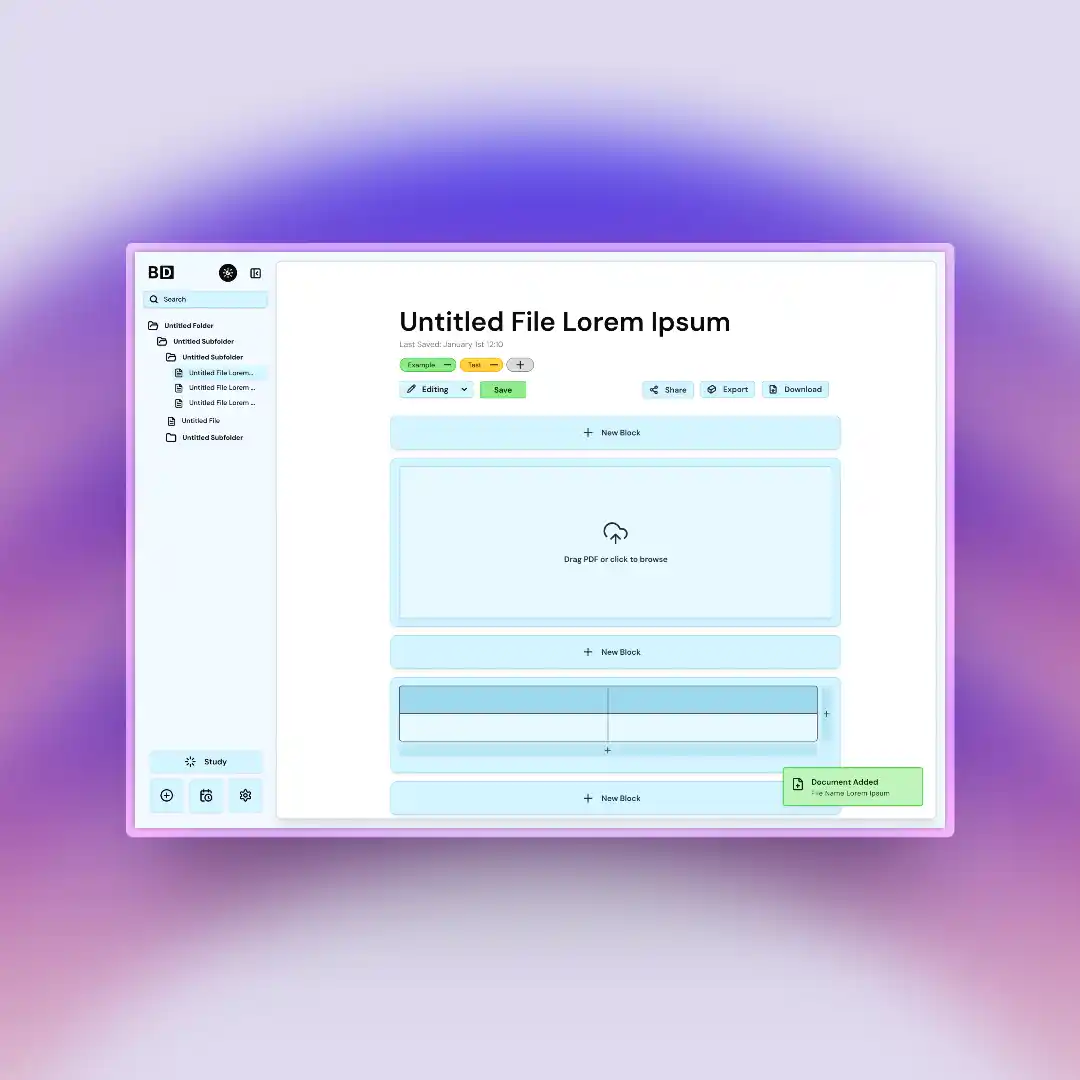 BD
Search
Untitled Folder
Untitled Subfolder
Untitled Subfolder
Untitled File Lorem...
Untitled File Lorem ...
Untitled File Lorem ...
Untitled File
Untitled Subfolder
Study
Untitled File Lorem Ipsum
Last Saved: January 1st 12:10
Example
Test
Editing
Save
Share
Export
Download
New Block
Drag PDF or click to browse
New Block
New Block
Document Added
File Name Lorem Ipsum